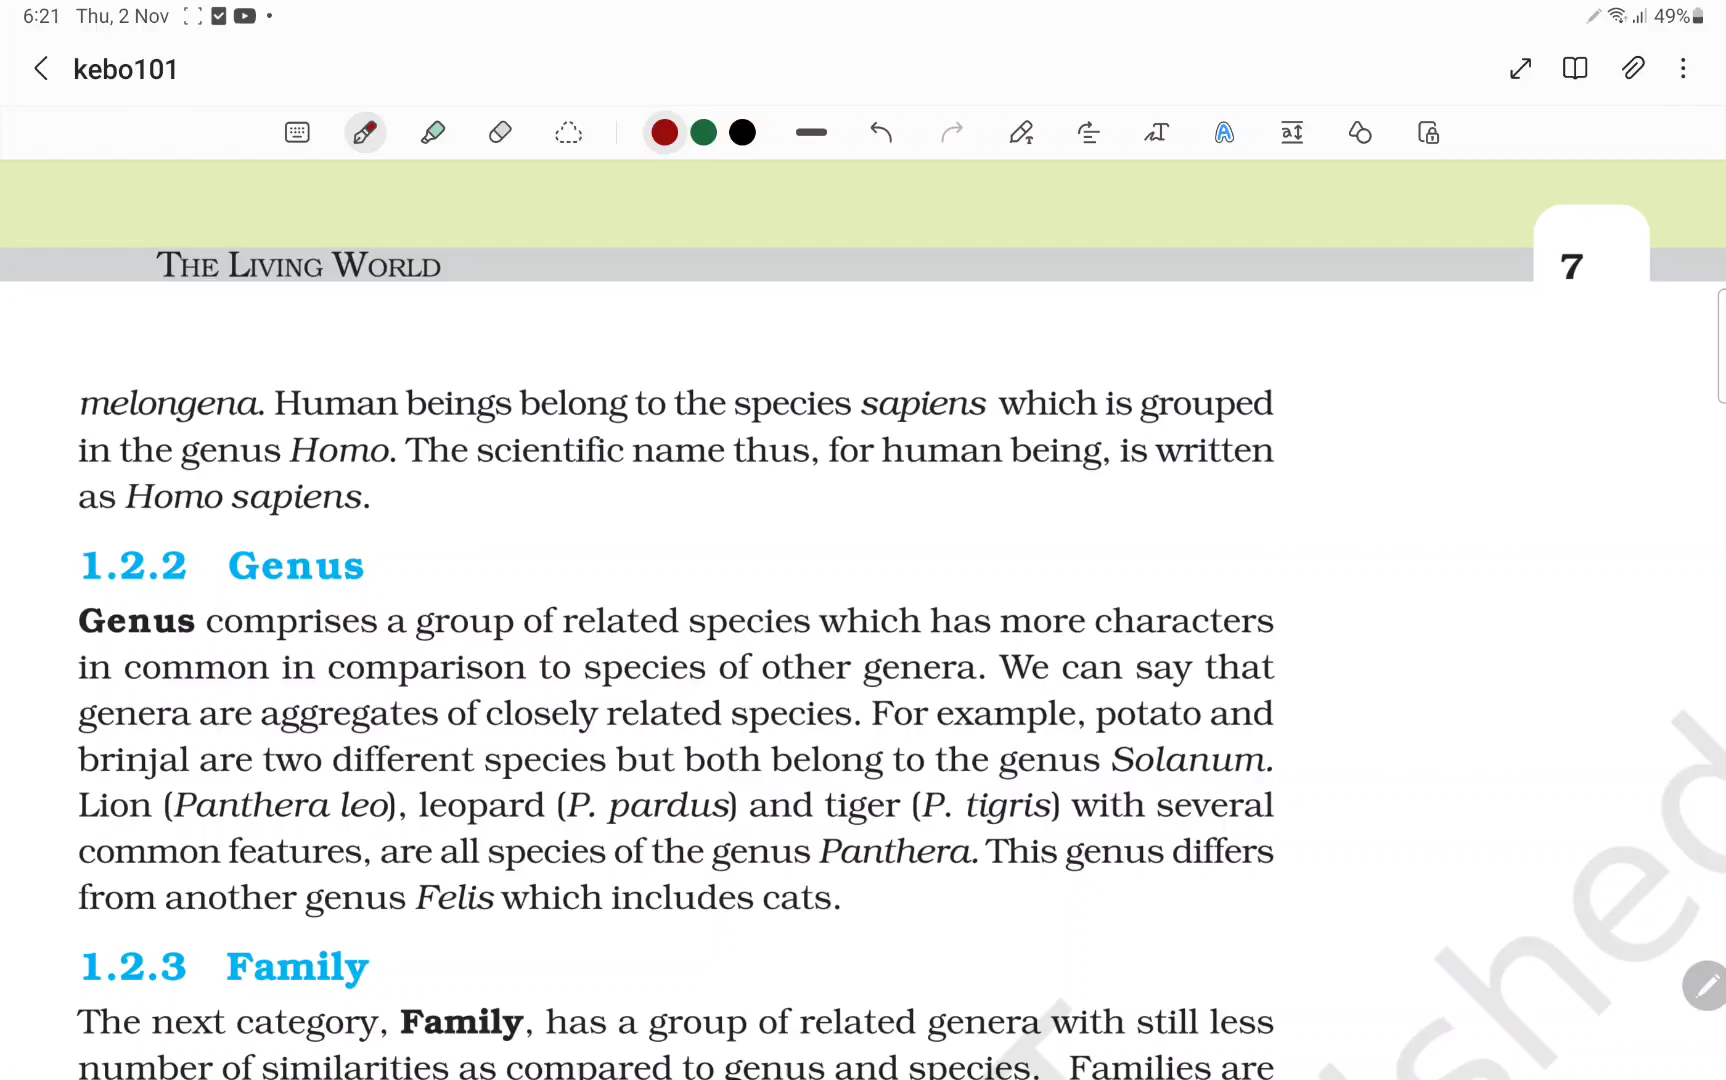 6:21 Thu, 2 Nov
49%
kebo101
THE LIVING WORLD
7
melongena. Human beings belong to the species sapiens which is grouped
in the genus Homo. The scientific name thus, for human being, is written
as Homo sapiens.
1.2.2 Genus
Genus comprises a group of related species which has more characters
in common in comparison to species of other genera. We can say that
genera are aggregates of closely related species. For example, potato and
brinjal are two different species but both belong to the genus Solanum.
Lion (Panthera leo), leopard (P. pardus) and tiger (P. tigris) with several
common features, are all species of the genus Panthera. This genus differs
from another genus Felis which includes cats.
1.2.3 Family
The next category, Family, has a group of related genera with still less
number of similarities as compared to genus and species. Families are